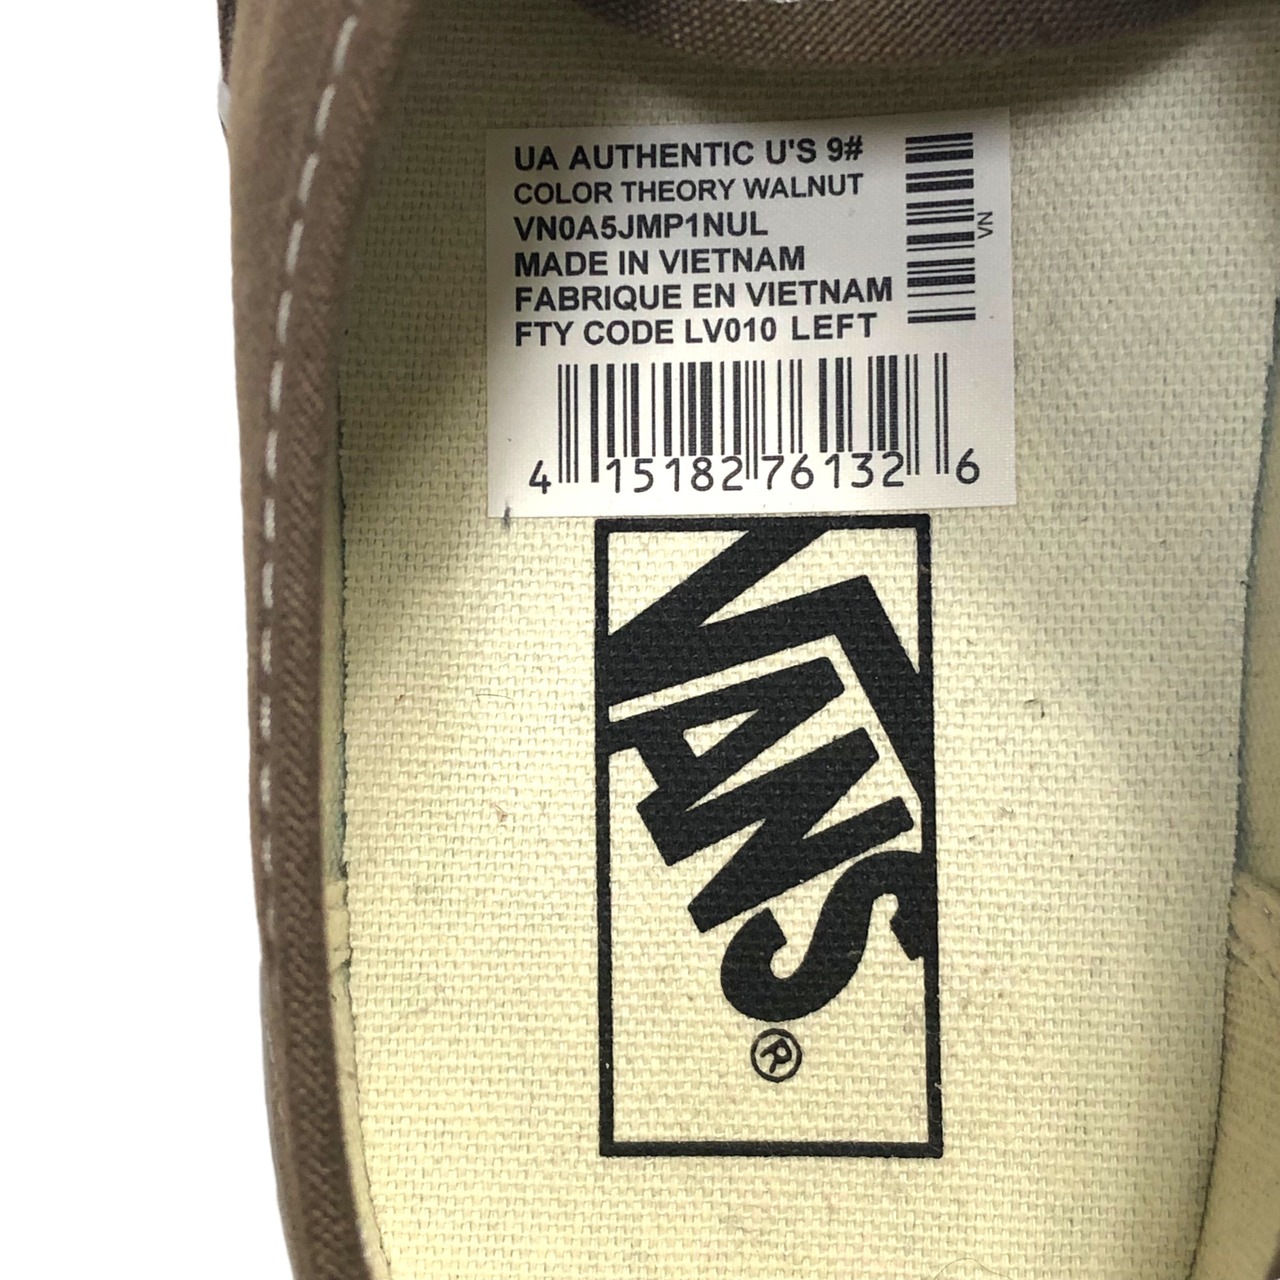 UA AUTHENTIC U'S 9#
COLOR THEORY WALNUT
VN0A5JMP1NUL
MADE IN VIETNAM
FABRIQUE EN VIETNAM
FTY CODE LV010 LEFT
VN
4 15182 76132 6
VANS
®